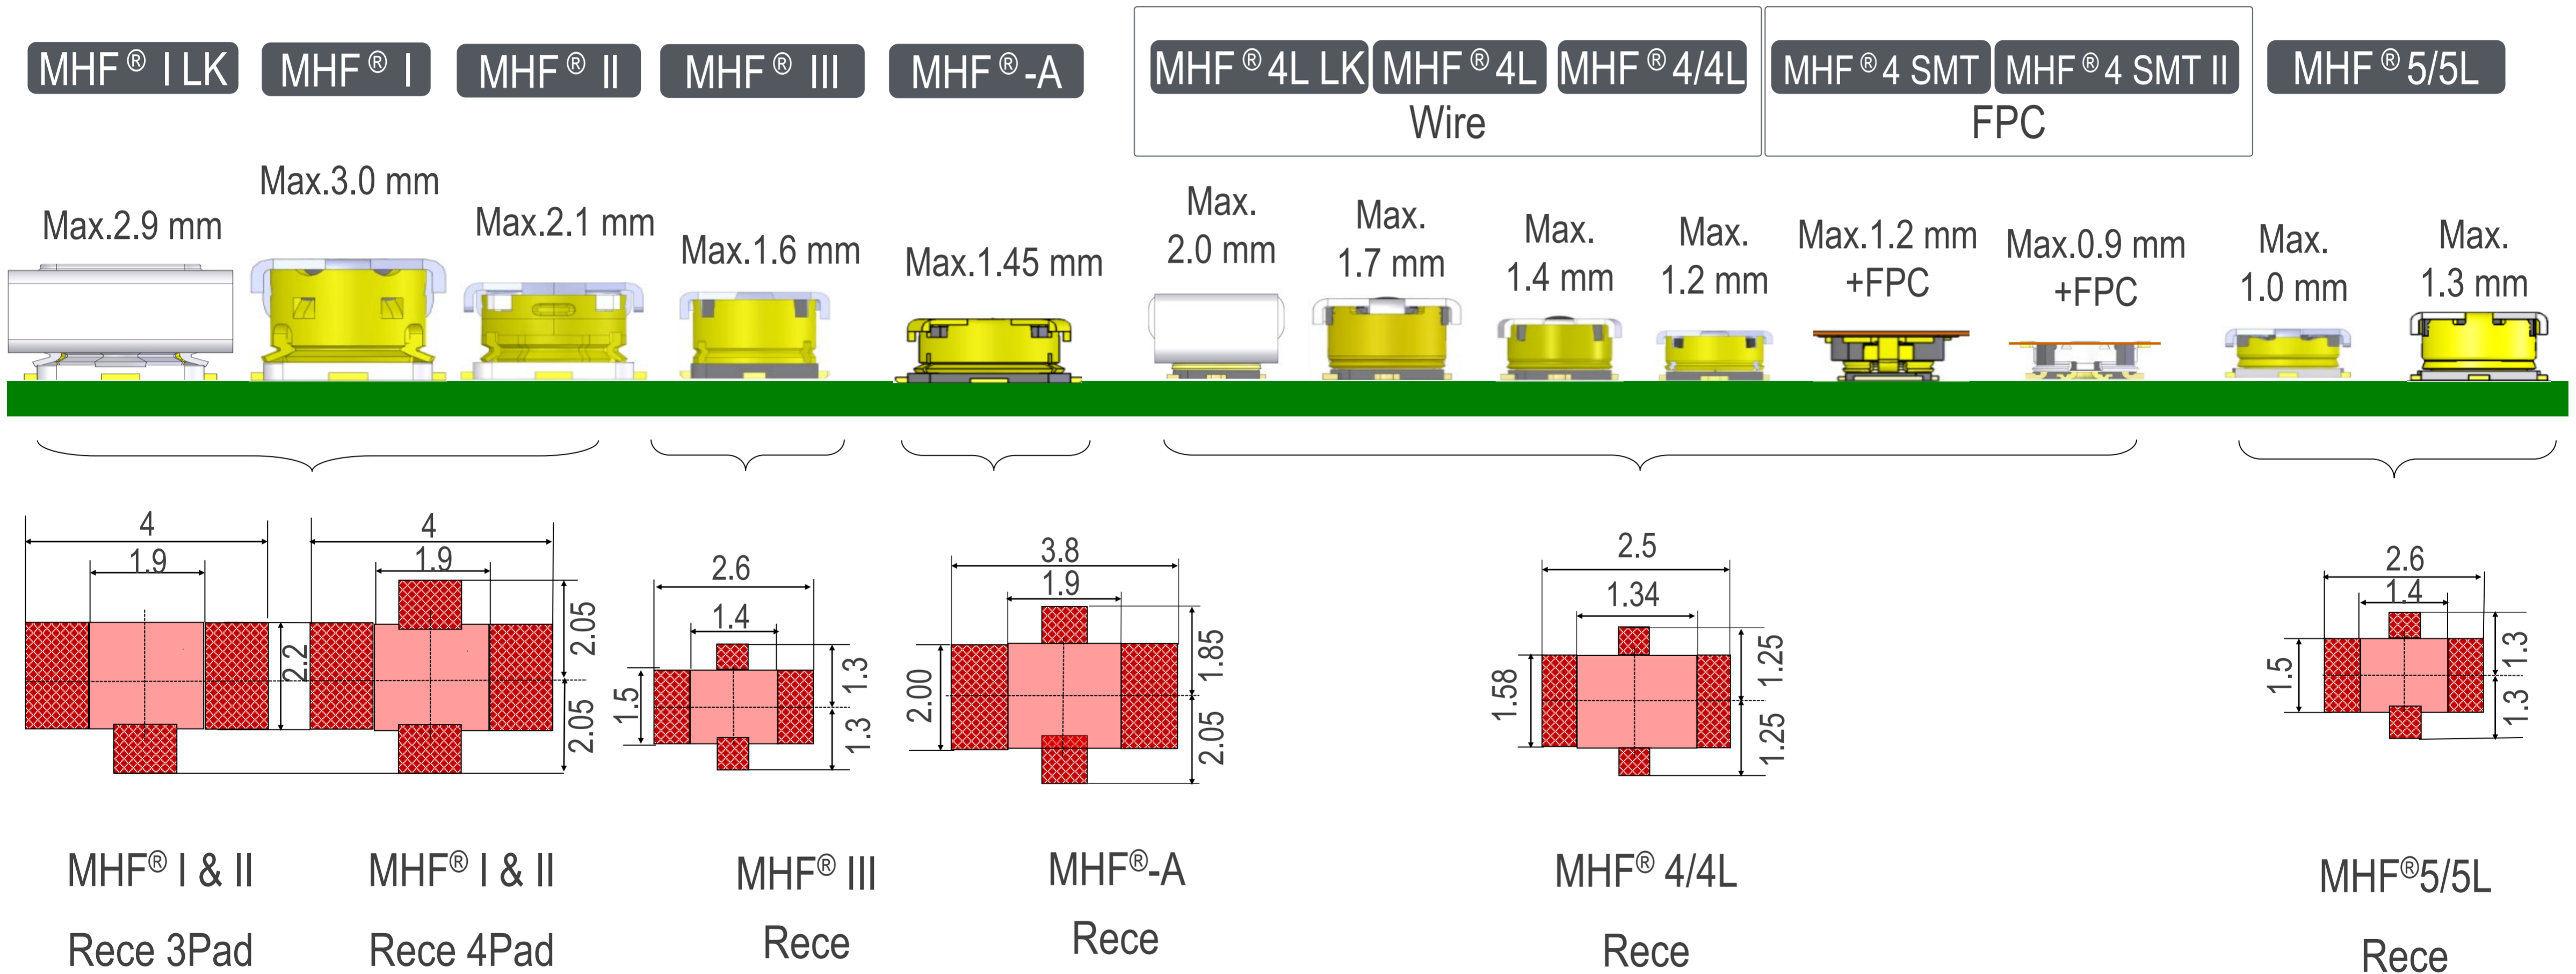 MHF® I LK
MHF® I
MHF® II
MHF® III
MHF®-A
MHF® 4L LK
MHF® 4L
MHF® 4/4L
Wire
MHF® 4 SMT
MHF® 4 SMT II
FPC
MHF® 5/5L
Max.2.9 mm
Max.3.0 mm
Max.2.1 mm
Max.1.6 mm
Max.1.45 mm
Max.
2.0 mm
Max.
1.7 mm
Max.
1.4 mm
Max.
1.2 mm
Max.1.2 mm
+FPC
Max.0.9 mm
+FPC
Max.
1.0 mm
Max.
1.3 mm
4
1.9
2.2
4
1.9
2.05
2.05
2.6
1.4
1.5
1.3
1.3
3.8
1.9
2.00
1.85
2.05
2.5
1.34
1.58
1.25
1.25
2.6
1.4
1.5
1.3
1.3
MHF® I & II
Rece 3Pad
MHF® I & II
Rece 4Pad
MHF® III
Rece
MHF®-A
Rece
MHF® 4/4L
Rece
MHF®5/5L
Rece